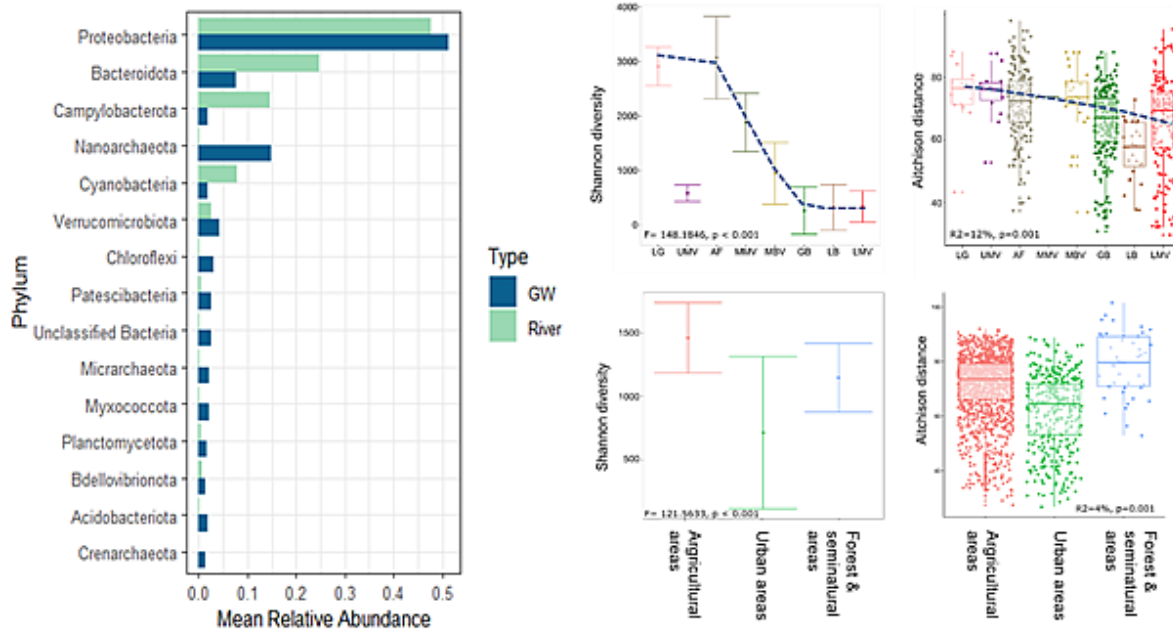 Phylum
Proteobacteria
Bacteroidota
Campylobacterota
Nanoarchaeota
Cyanobacteria
Verrucomicrobiota
Chloroflexi
Patescibacteria
Unclassified Bacteria
Micrarchaeota
Myxococcota
Planctomycetota
Bdellovibrionota
Acidobacteriota
Crenarchaeota
0.0 0.1 0.2 0.3 0.4 0.5
Mean Relative Abundance
Type
GW
River
Shannon diversity
4000
3000
2000
1000
0
F= 148.1846, p < 0.001
LG UMV AF MMV MBV GB LB LMV
Aitchison distance
80
60
40
R2=12%, p=0.001
LG UMV AF MMV MBV GB LB LMV
Shannon diversity
1500
1000
500
F= 121.5633, p < 0.001
Argricultural
areas
Urban areas
Forest &
seminatural
areas
Aitchison distance
R2=4%, p=0.001
Argricultural
areas
Urban areas
Forest &
seminatural
areas